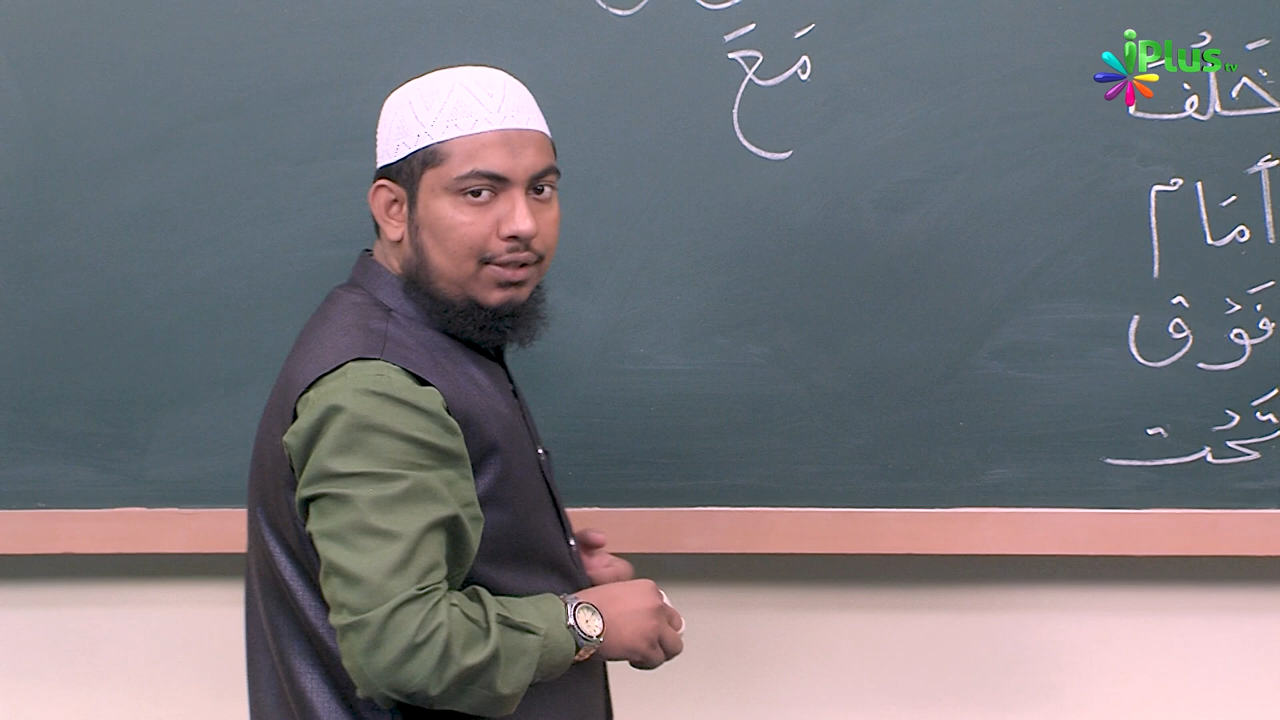 iPlus tv
خَلْفُ
أَمَام
فَوْق
تَحْت
مَعَ